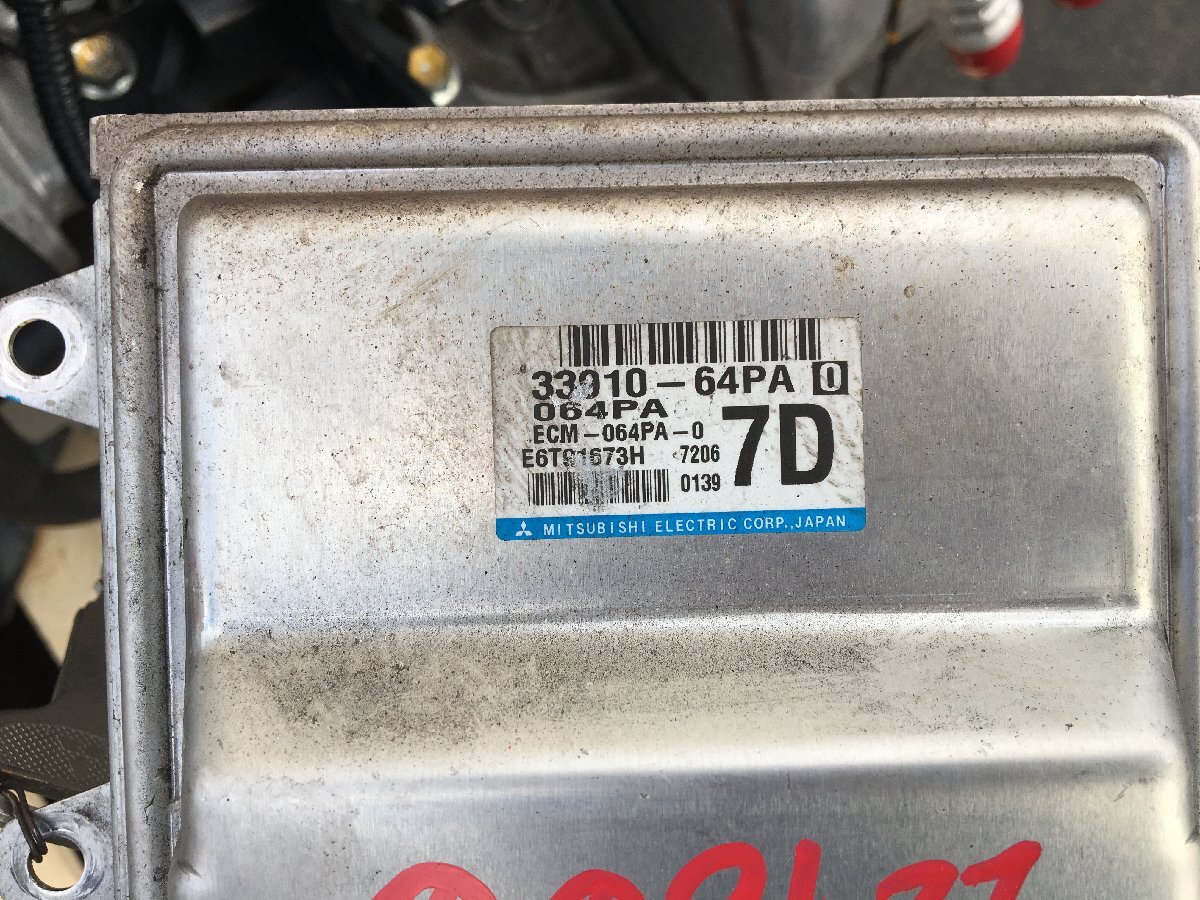 33910-64PA 0
064PA
ECM-064PA-0
7D
E6T91673H 7206
0139
MITSUBISHI ELECTRIC CORP.,JAPAN